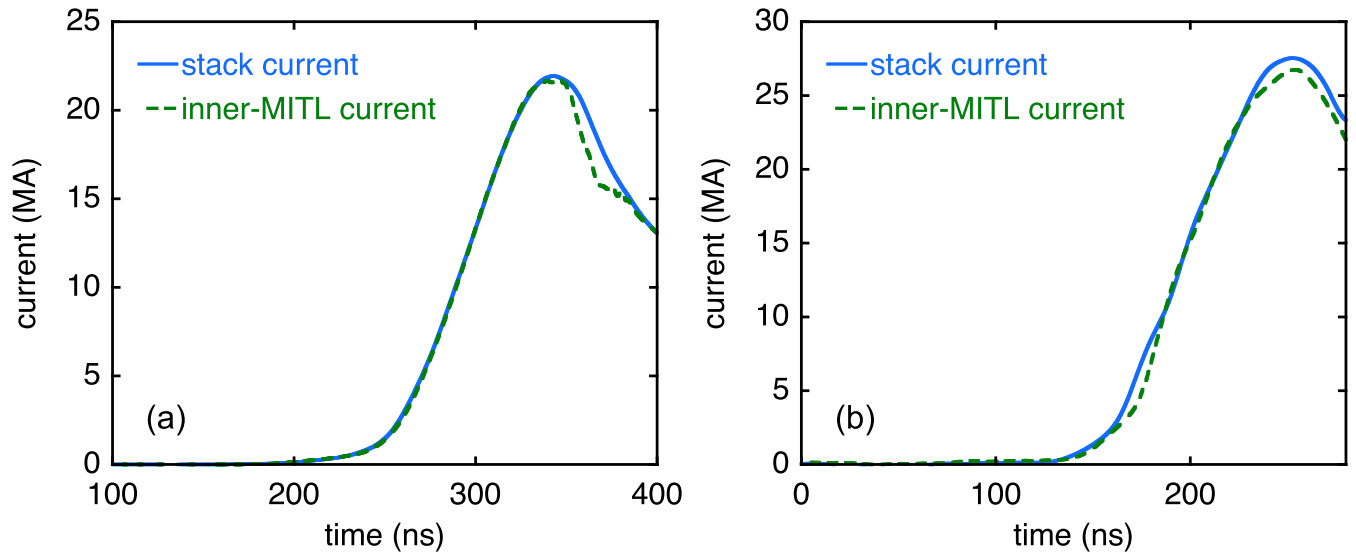 25
20
15
10
5
0
100
200
300
400
current (MA)
time (ns)
stack current
inner-MITL current
(a)
30
25
20
15
10
5
0
0
100
200
current (MA)
time (ns)
stack current
inner-MITL current
(b)